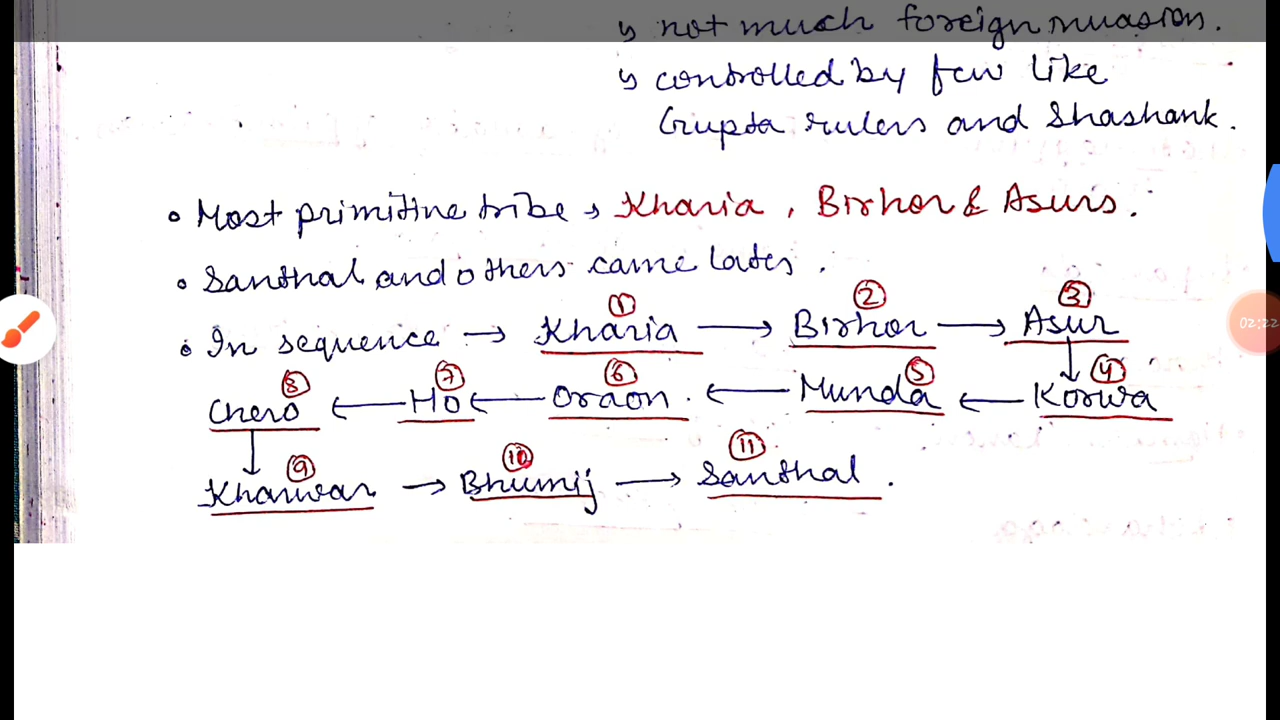 ↳ not much foreign invasion.
↳ controlled by few like
Gupta rulers and Shashank.
• Most primitive tribe → Kharia, Birhor & Asurs.
• Santhal and others came later.
① ② ③
• In sequence → Kharia → Birhor → Asur
⑧ ⑦ ⑥ ⑤ ④
Chero ← Ho ← Oraon. ← Munda ← Korwa
⑨ ⑩ ⑪
Kharwar → Bhumij → Santhal.
02:22